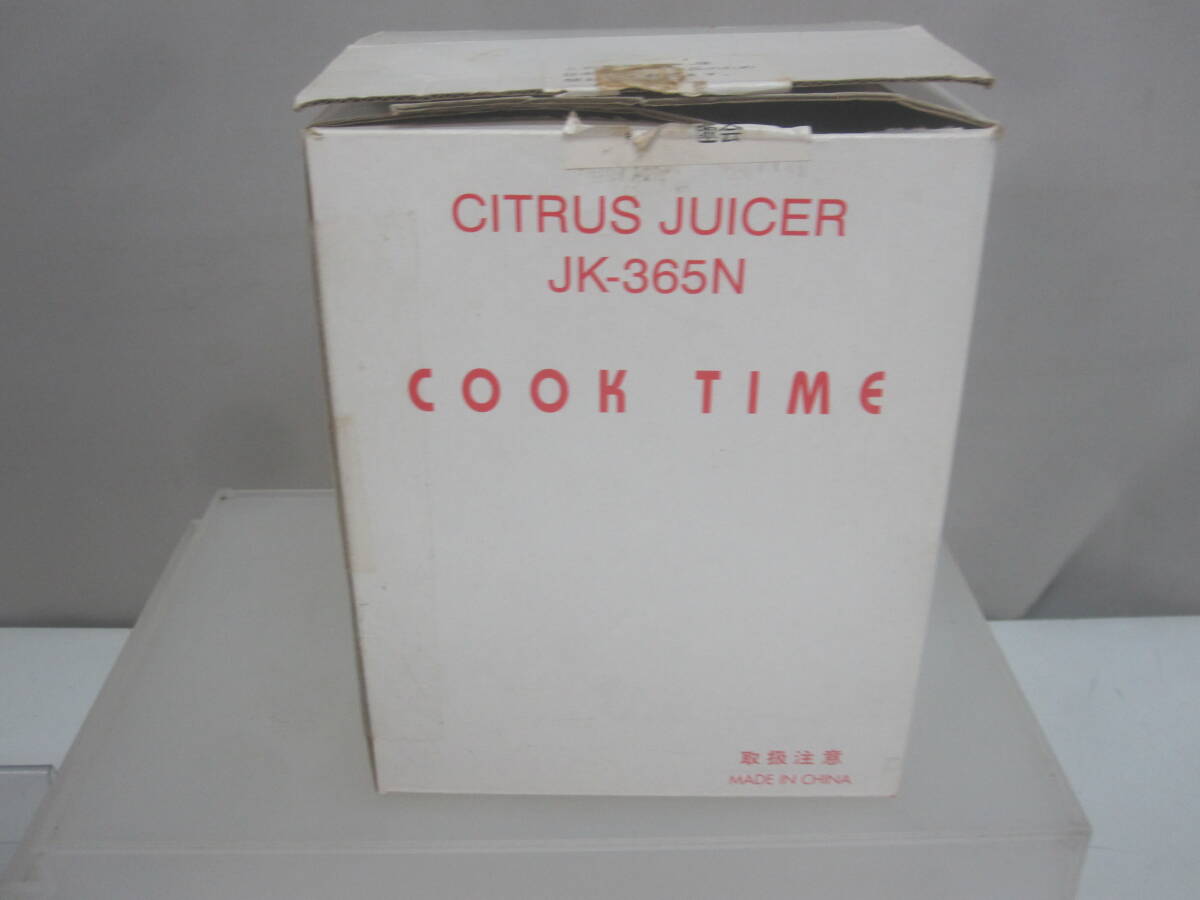 CITRUS JUICER
JK-365N
COOK TIME
取扱注意
MADE IN CHINA